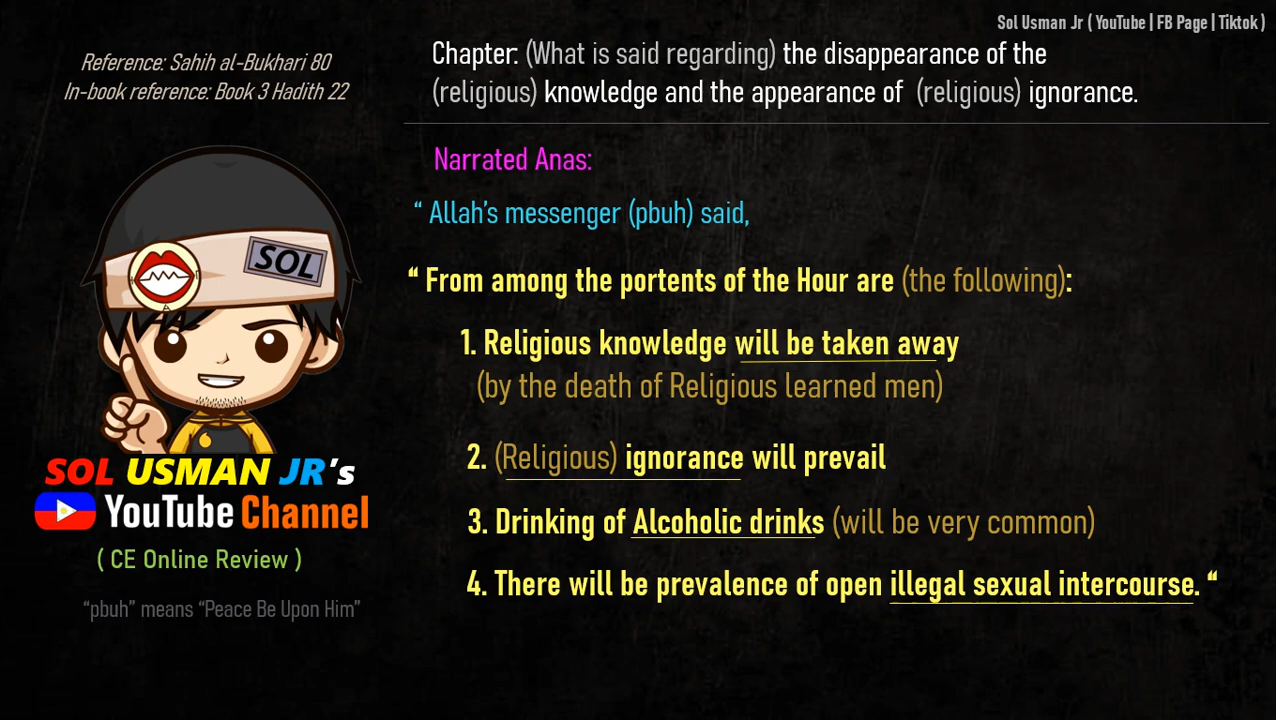 Sol Usman Jr ( YouTube | FB Page | Tiktok )
Reference: Sahih al-Bukhari 80
In-book reference: Book 3 Hadith 22
Chapter: (What is said regarding) the disappearance of the
(religious) knowledge and the appearance of (religious) ignorance.
Narrated Anas:
“ Allah's messenger (pbuh) said,
“ From among the portents of the Hour are (the following):
1. Religious knowledge will be taken away
(by the death of Religious learned men)
2. (Religious) ignorance will prevail
3. Drinking of Alcoholic drinks (will be very common)
4. There will be prevalence of open illegal sexual intercourse. “
SOL
SOL USMAN JR's
YouTube Channel
( CE Online Review )
“pbuh” means “Peace Be Upon Him”